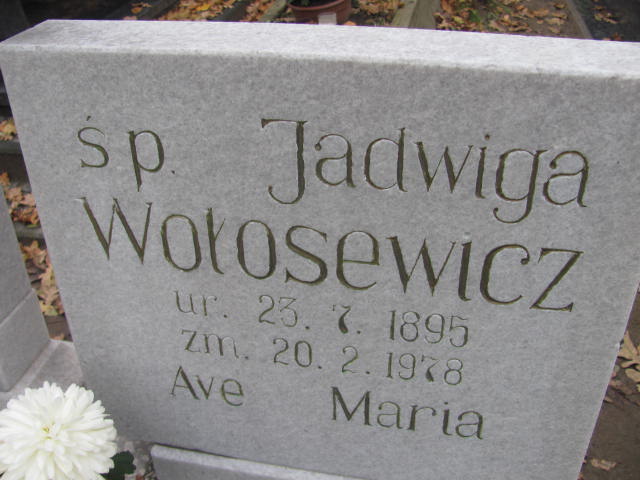 śp. Jadwiga
Wołosewicz
ur. 23. 7. 1895
zm. 20. 2. 1978
Ave Maria